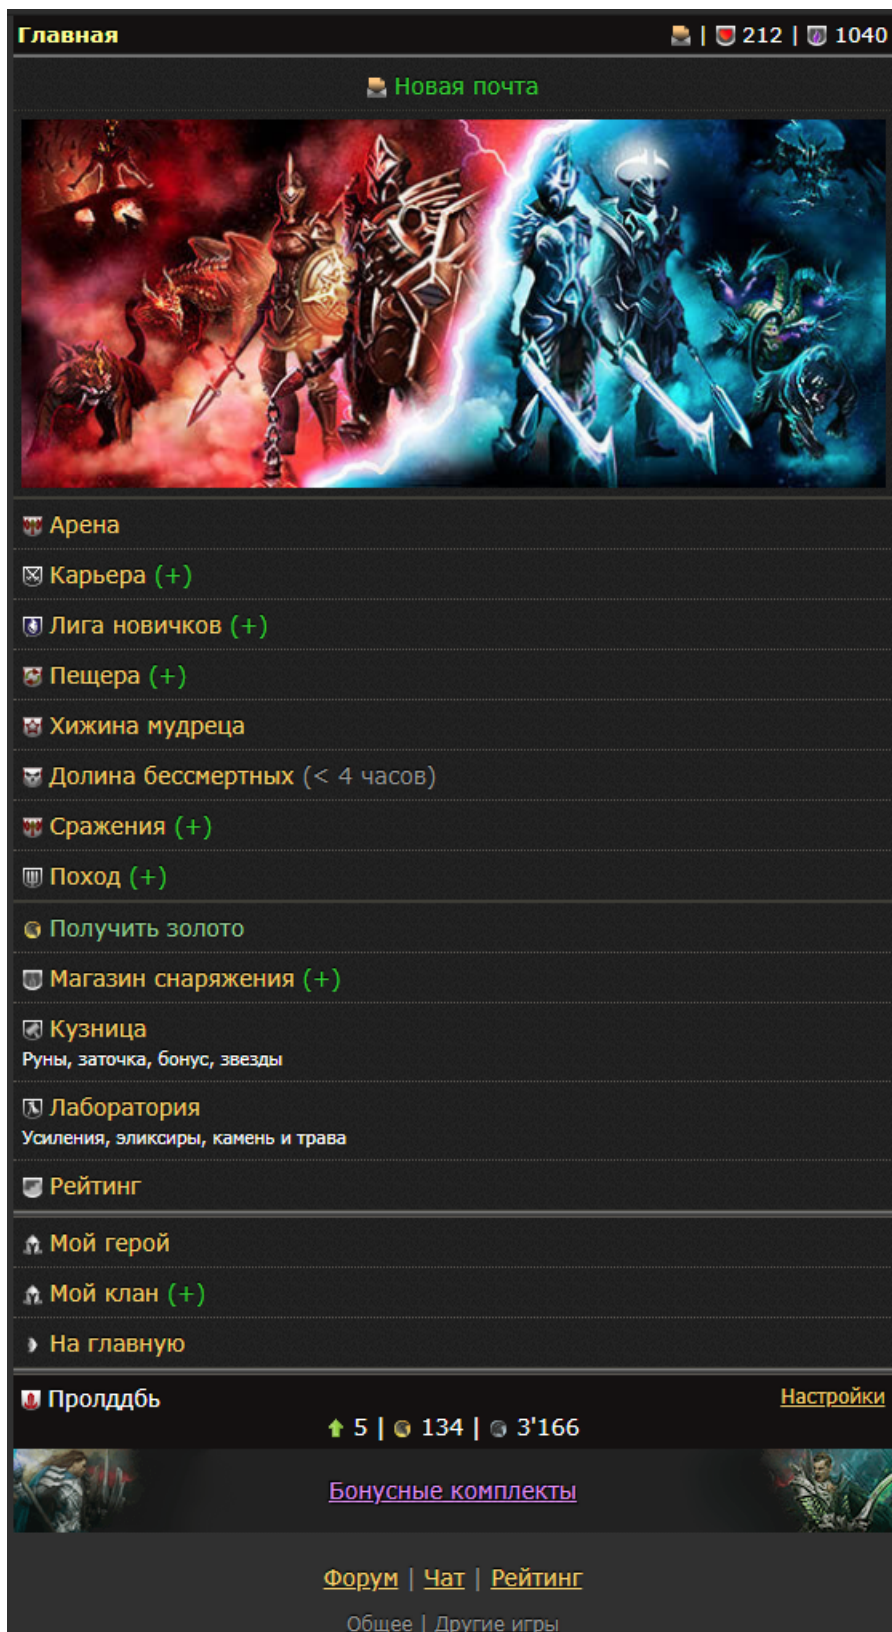 Главная | 212 | 1040
Новая почта
Арена
Карьера (+)
Лига новичков (+)
Пещера (+)
Хижина мудреца
Долина бессмертных (< 4 часов)
Сражения (+)
Поход (+)
Получить золото
Магазин снаряжения (+)
Кузница
Руны, заточка, бонус, звезды
Лаборатория
Усиления, эликсиры, камень и трава
Рейтинг
Мой герой
Мой клан (+)
На главную
Пролддбь Настройки
5 | 134 | 3'166
Бонусные комплекты
Форум | Чат | Рейтинг
Общее | Другие игры